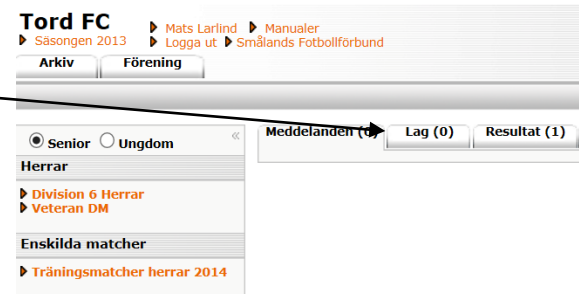 Tord FC
Säsongen 2013
Mats Larlind Manualer
Logga ut Smålands Fotbollförbund
Arkiv Förening
Senior Ungdom «
Meddelanden Lag (0) Resultat (1)
Herrar
Division 6 Herrar
Veteran DM
Enskilda matcher
Träningsmatcher herrar 2014